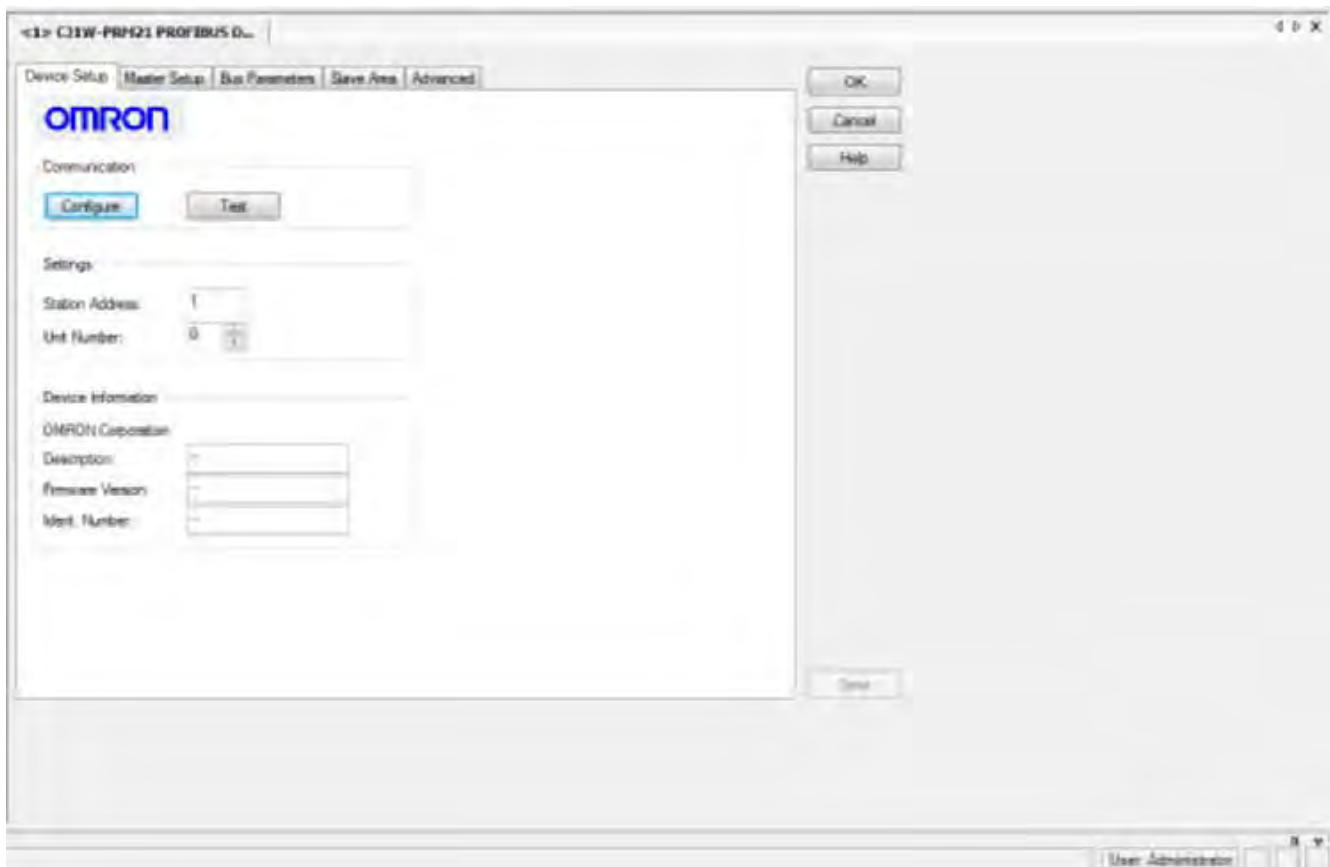 <1> CJ1W-PRM21 PROFIBUS D...
Device Setup Master Setup Bus Parameters Slave Area Advanced
OK
OMRON
Cancel
Communication
Help
Configure Test
Settings
Station Address: 1
Unit Number: 0
Device Information
OMRON Corporation
Description: --
Firmware Version: --
Ident. Number: --
User: Administrator